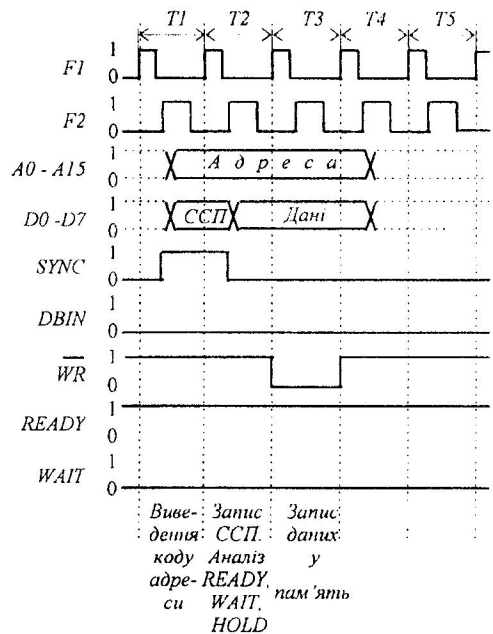 T1 T2 T3 T4 T5
1
F1
0
1
F2
0
1
A0 - A15
Адреса
0
1
D0 -D7
ССП Дані
0
1
SYNC
0
1
DBIN
0
1
WR
0
1
READY
0
1
WAIT
0
Виве- Запис Запис
дення ССП. даних
коду Аналіз у
адре- READY, пам'ять
си WAIT,
HOLD